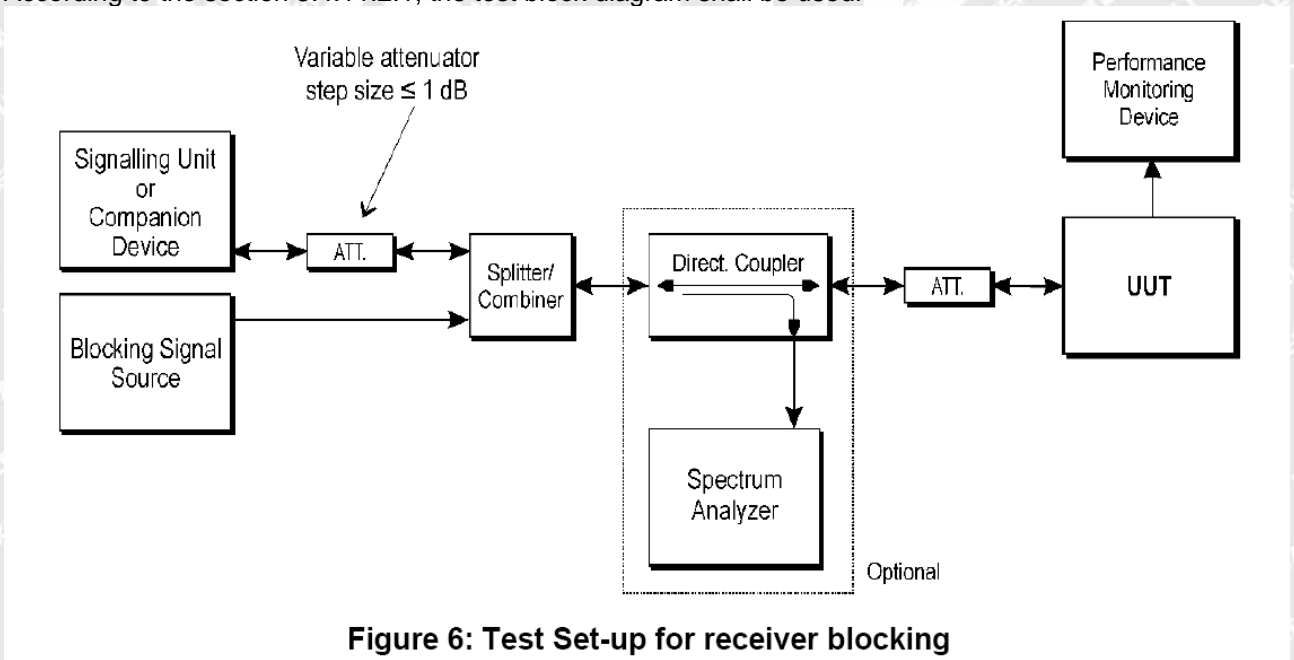 Variable attenuator
step size ≤ 1 dB
Performance
Monitoring
Device
Signalling Unit
or
Companion
Device
ATT.
Splitter/
Combiner
Direct. Coupler
ATT.
UUT
Blocking Signal
Source
Spectrum
Analyzer
Optional
Figure 6: Test Set-up for receiver blocking